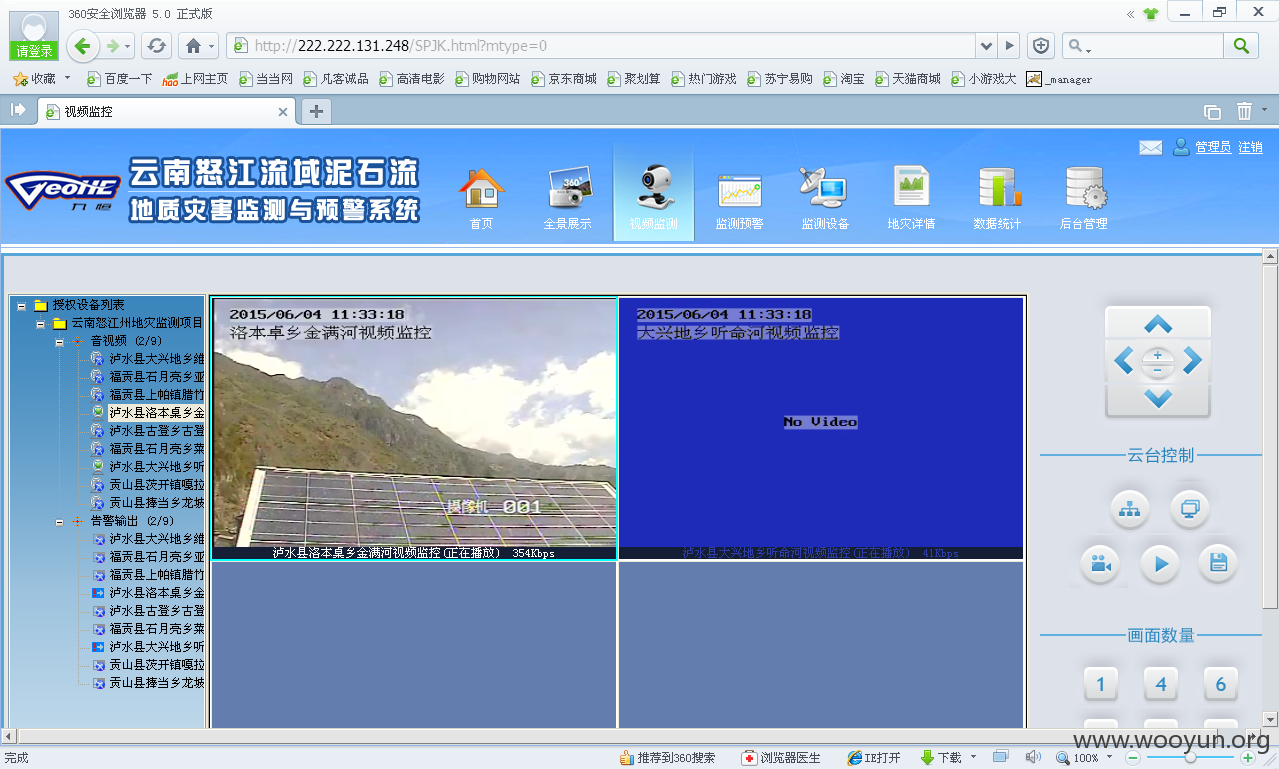 360安全浏览器 5.0 正式版
请登录
http://222.222.131.248/SPJK.html?mtype=0
收藏 百度一下 hao 上网主页 当当网 凡客诚品 高清电影 购物网站 京东商城 聚划算 热门游戏 苏宁易购 淘宝 天猫商城 小游戏大 _manager
视频监控
管理员 注销
GeoHE 九恒
云南怒江流域泥石流
地质灾害监测与预警系统
360°
首页 全景展示 视频监测 监测预警 监测设备 地灾详情 数据统计 后台管理
授权设备列表
云南怒江州地灾监测项目
音视频 (2/9)
泸水县大兴地乡维
福贡县石月亮乡亚
福贡县上帕镇腊竹
泸水县洛本桌乡金
泸水县古登乡古登
福贡县石月亮乡莱
泸水县大兴地乡听
贡山县茨开镇嘎拉
贡山县捧当乡龙坡
告警输出 (2/9)
泸水县大兴地乡维
福贡县石月亮乡亚
福贡县上帕镇腊竹
泸水县洛本桌乡金
泸水县古登乡古登
福贡县石月亮乡莱
泸水县大兴地乡听
贡山县茨开镇嘎拉
贡山县捧当乡龙坡
2015/06/04 11:33:18
洛本卓乡金满河视频监控
摄像机 001
泸水县洛本桌乡金满河视频监控(正在播放) 354Kbps
2015/06/04 11:33:18
大兴地乡听命河视频监控
No Video
泸水县大兴地乡听命河视频监控(正在播放) 41Kbps
云台控制
画面数量
1 4 6
www.wooyun.org
完成 推荐到360搜索 浏览器医生 IE打开 下载 100%